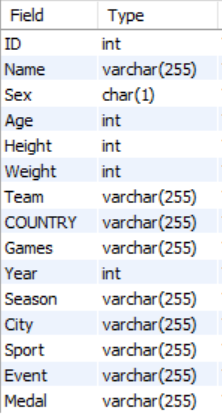 Field Type
ID int
Name varchar(255)
Sex char(1)
Age int
Height int
Weight int
Team varchar(255)
COUNTRY varchar(255)
Games varchar(255)
Year int
Season varchar(255)
City varchar(255)
Sport varchar(255)
Event varchar(255)
Medal varchar(255)